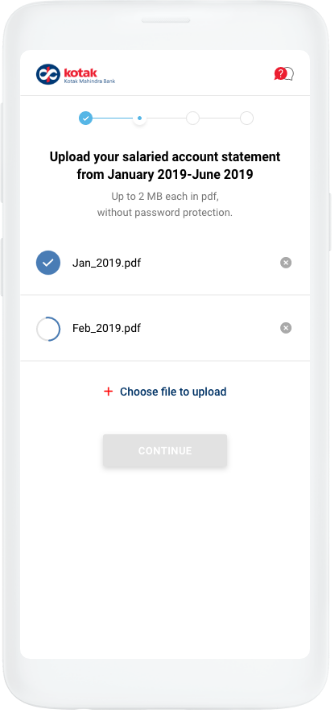 kotak
Kotak Mahindra Bank
?
Upload your salaried account statement
from January 2019-June 2019
Up to 2 MB each in pdf,
without password protection.
Jan_2019.pdf
Feb_2019.pdf
+ Choose file to upload
CONTINUE